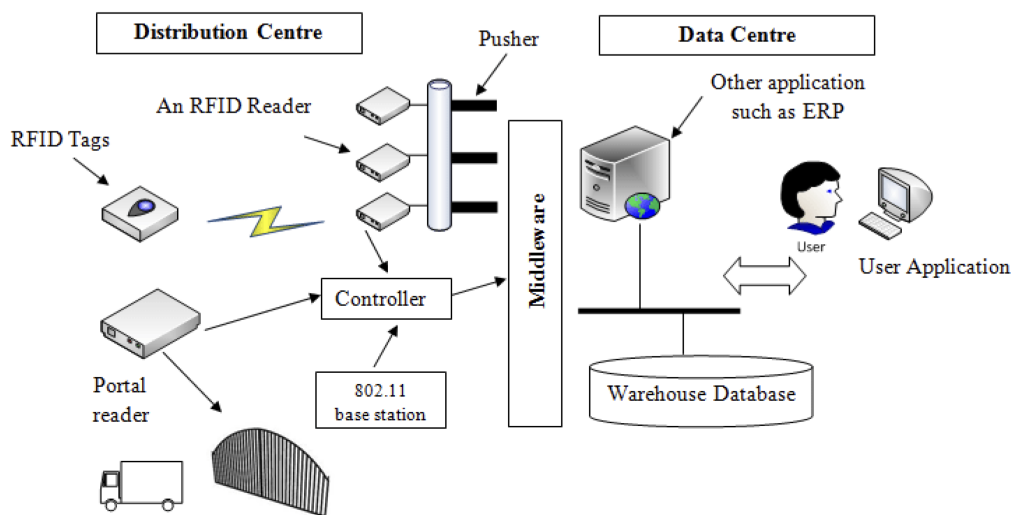 Distribution Centre
Pusher
Data Centre
An RFID Reader
Other application
such as ERP
RFID Tags
Middleware
User
User Application
Controller
Portal
reader
802.11
base station
Warehouse Database